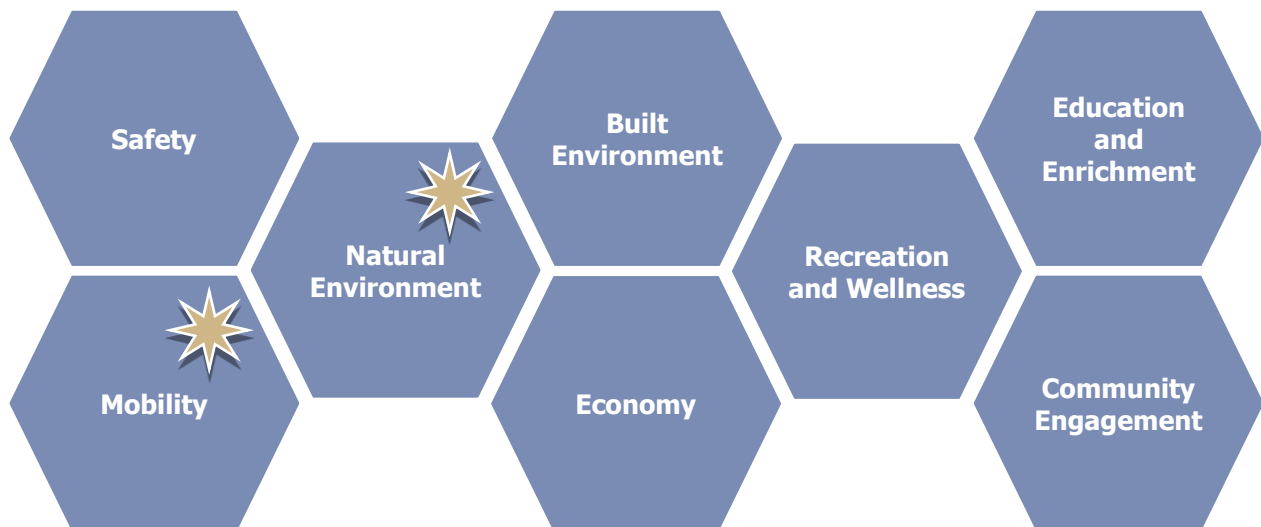 Safety
Mobility
Natural
Environment
Built
Environment
Economy
Recreation
and Wellness
Education
and
Enrichment
Community
Engagement